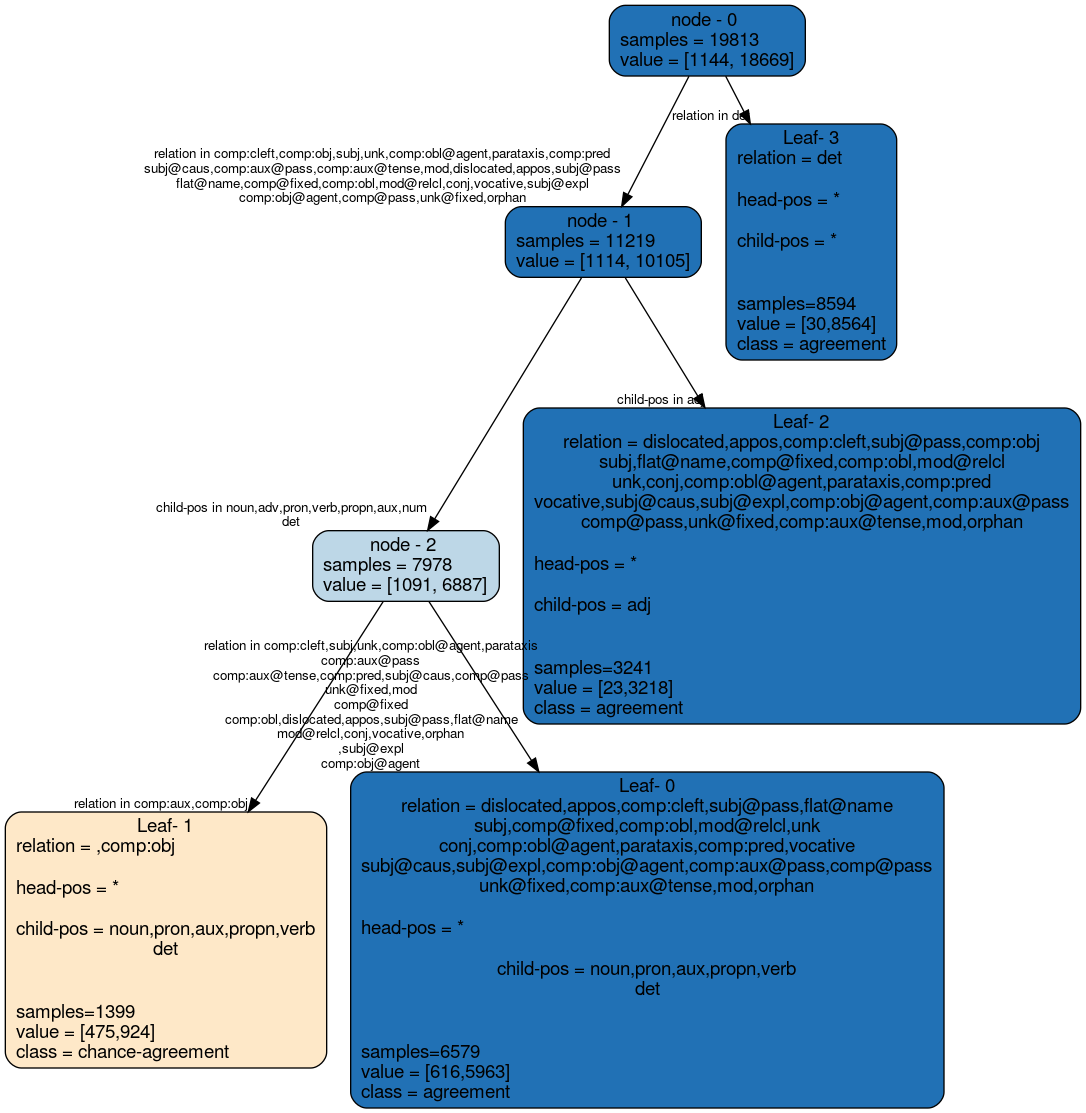 node - 0
samples = 19813
value = [1144, 18669]
relation in de
relation in comp:cleft,comp:obj,subj,unk,comp:obl@agent,parataxis,comp:pred
subj@caus,comp:aux@pass,comp:aux@tense,mod,dislocated,appos,subj@pass
flat@name,comp@fixed,comp:obl,mod@relcl,conj,vocative,subj@expl
comp:obj@agent,comp@pass,unk@fixed,orphan
Leaf- 3
relation = det
head-pos = *
child-pos = *
samples=8594
value = [30,8564]
class = agreement
node - 1
samples = 11219
value = [1114, 10105]
child-pos in ad
Leaf- 2
relation = dislocated,appos,comp:cleft,subj@pass,comp:obj
subj,flat@name,comp@fixed,comp:obl,mod@relcl
unk,conj,comp:obl@agent,parataxis,comp:pred
vocative,subj@caus,subj@expl,comp:obj@agent,comp:aux@pass
comp@pass,unk@fixed,comp:aux@tense,mod,orphan
head-pos = *
child-pos = adj
samples=3241
value = [23,3218]
class = agreement
child-pos in noun,adv,pron,verb,propn,aux,num
det
node - 2
samples = 7978
value = [1091, 6887]
relation in comp:cleft,subj,unk,comp:obl@agent,parataxis
comp:aux@pass
comp:aux@tense,comp:pred,subj@caus,comp@pass
unk@fixed,mod
comp@fixed
comp:obl,dislocated,appos,subj@pass,flat@name
mod@relcl,conj,vocative,orphan
,subj@expl
comp:obj@agent
relation in comp:aux,comp:obj
Leaf- 1
relation = ,comp:obj
head-pos = *
child-pos = noun,pron,aux,propn,verb
det
samples=1399
value = [475,924]
class = chance-agreement
Leaf- 0
relation = dislocated,appos,comp:cleft,subj@pass,flat@name
subj,comp@fixed,comp:obl,mod@relcl,unk
conj,comp:obl@agent,parataxis,comp:pred,vocative
subj@caus,subj@expl,comp:obj@agent,comp:aux@pass,comp@pass
unk@fixed,comp:aux@tense,mod,orphan
head-pos = *
child-pos = noun,pron,aux,propn,verb
det
samples=6579
value = [616,5963]
class = agreement